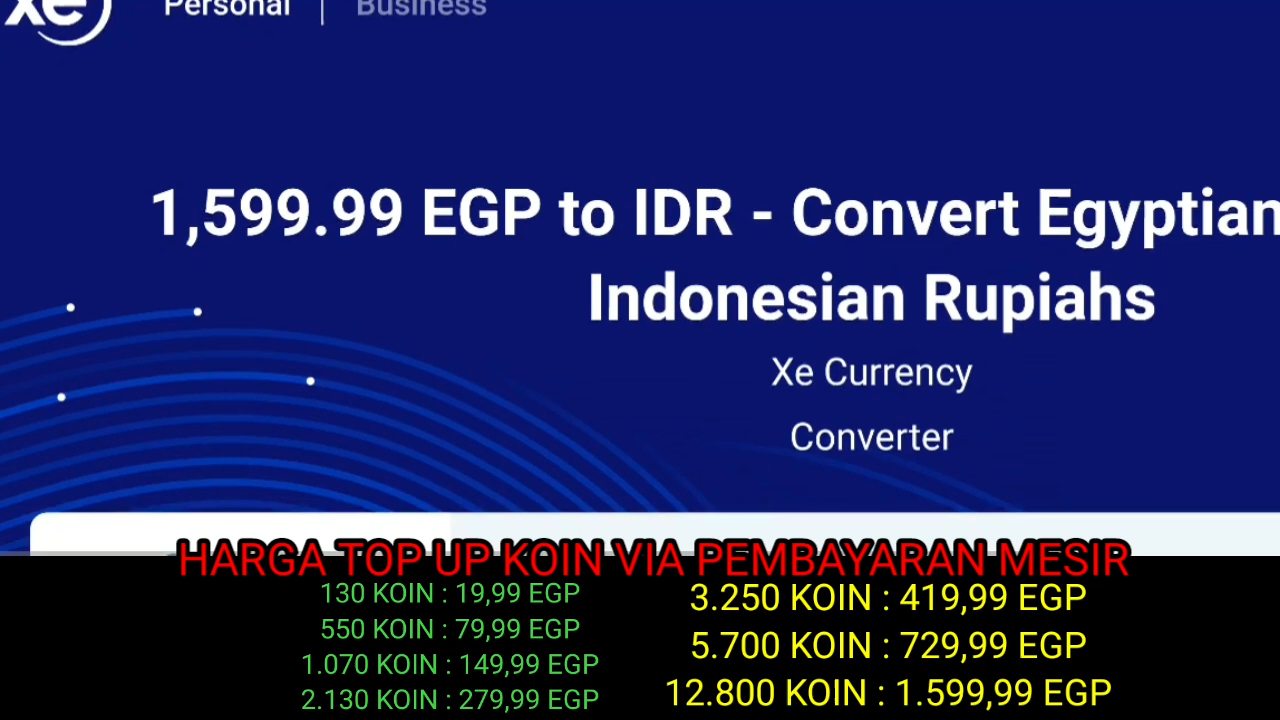 xe Personal | Business
1,599.99 EGP to IDR - Convert Egyptian
Indonesian Rupiahs
Xe Currency
Converter
HARGA TOP UP KOIN VIA PEMBAYARAN MESIR
130 KOIN : 19,99 EGP
550 KOIN : 79,99 EGP
1.070 KOIN : 149,99 EGP
2.130 KOIN : 279,99 EGP
3.250 KOIN : 419,99 EGP
5.700 KOIN : 729,99 EGP
12.800 KOIN : 1.599,99 EGP